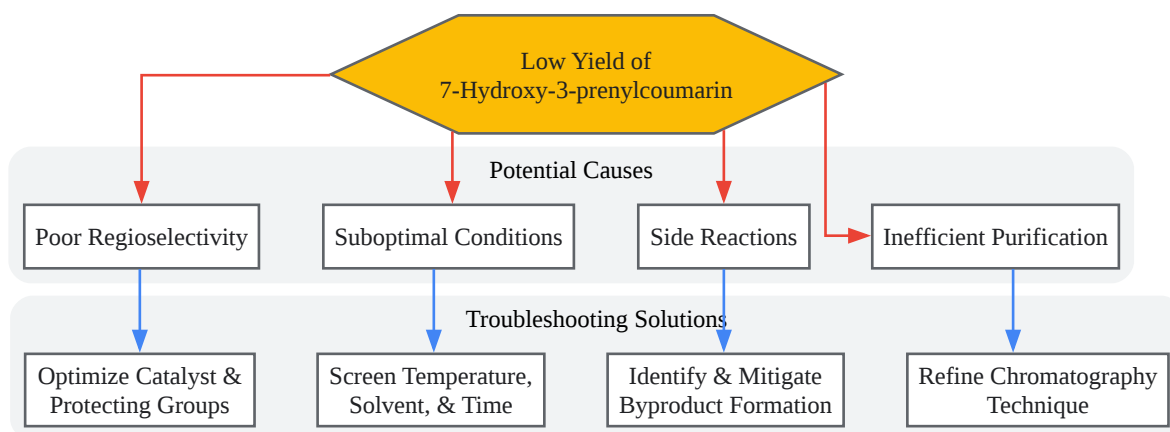 Low Yield of
7-Hydroxy-3-prenylcoumarin
Potential Causes
Poor Regioselectivity
Suboptimal Conditions
Side Reactions
Inefficient Purification
Troubleshooting Solutions
Optimize Catalyst &
Protecting Groups
Screen Temperature,
Solvent, & Time
Identify & Mitigate
Byproduct Formation
Refine Chromatography
Technique